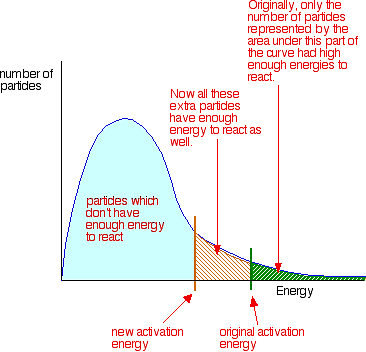 Originally, only the
number of particles
represented by the
area under this part of
the curve had high
enough energies to
react.
number of
particles
Now all these
extra particles
have enough
energy to react as
well.
particles which
don't have
enough energy
to react
Energy
new activation
energy
original activation
energy